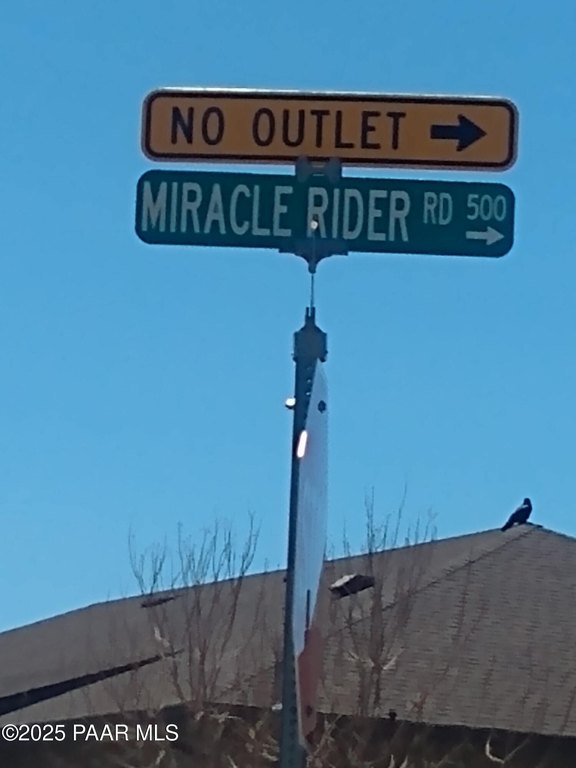 NO OUTLET →
MIRACLE RIDER RD 500 →
©2025 PAAR MLS